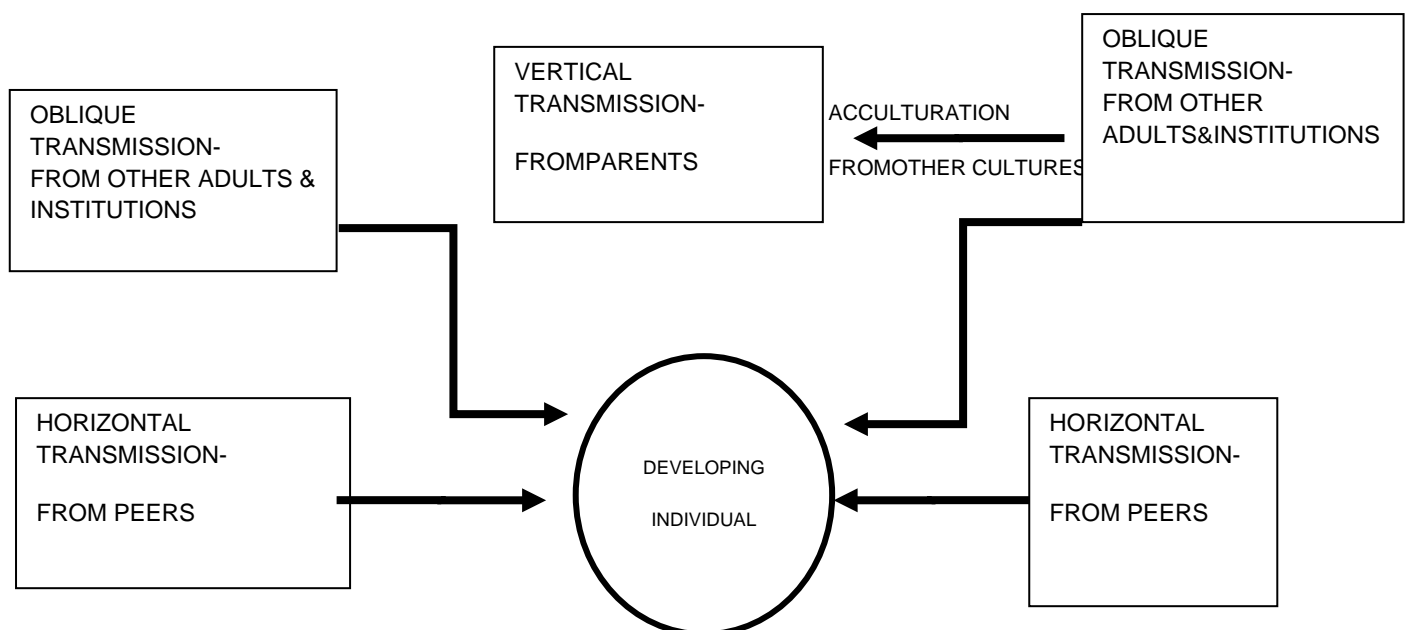 OBLIQUE
TRANSMISSION-
FROM OTHER ADULTS &
INSTITUTIONS
VERTICAL
TRANSMISSION-
FROMPARENTS
ACCULTURATION
FROMOTHER CULTURES
OBLIQUE
TRANSMISSION-
FROM OTHER
ADULTS&INSTITUTIONS
HORIZONTAL
TRANSMISSION-
FROM PEERS
DEVELOPING
INDIVIDUAL
HORIZONTAL
TRANSMISSION-
FROM PEERS